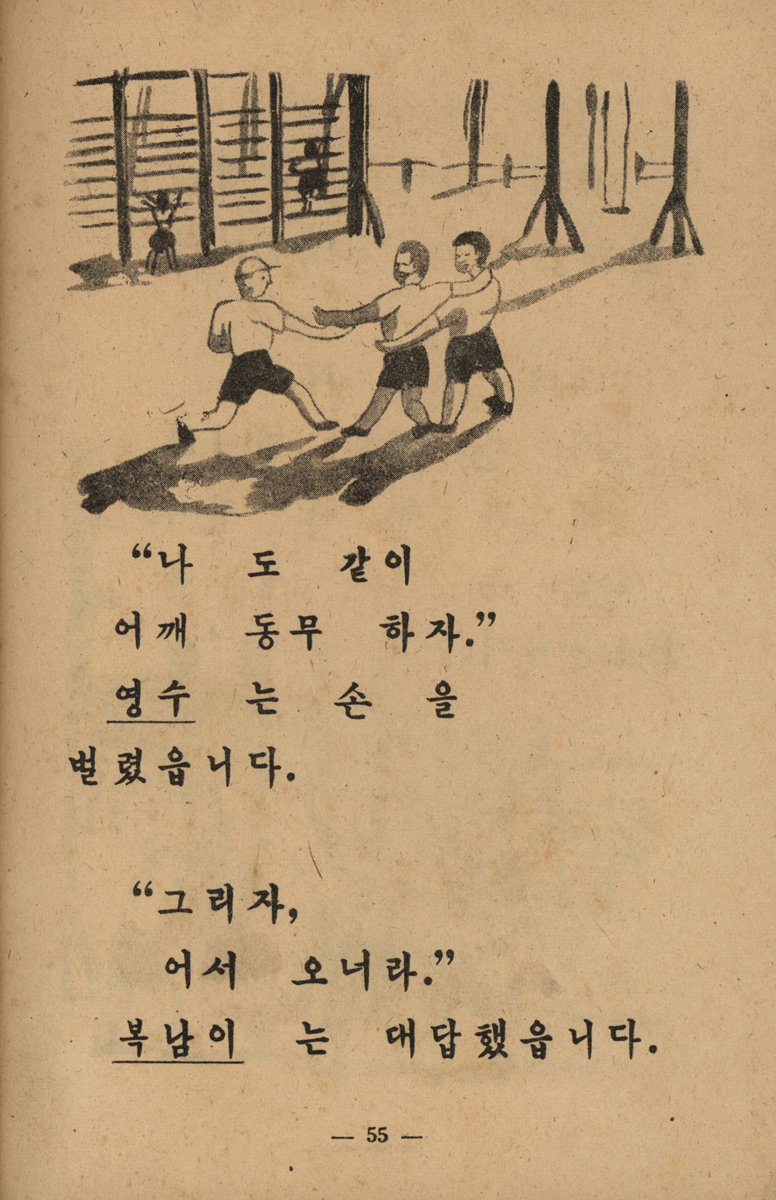 “나 도 같이
어깨 동무 하자.”
영수 는 손 을
벌렸읍니다.
“그리자,
어서 오너라.”
복남이 는 대답했읍니다.
— 55 —